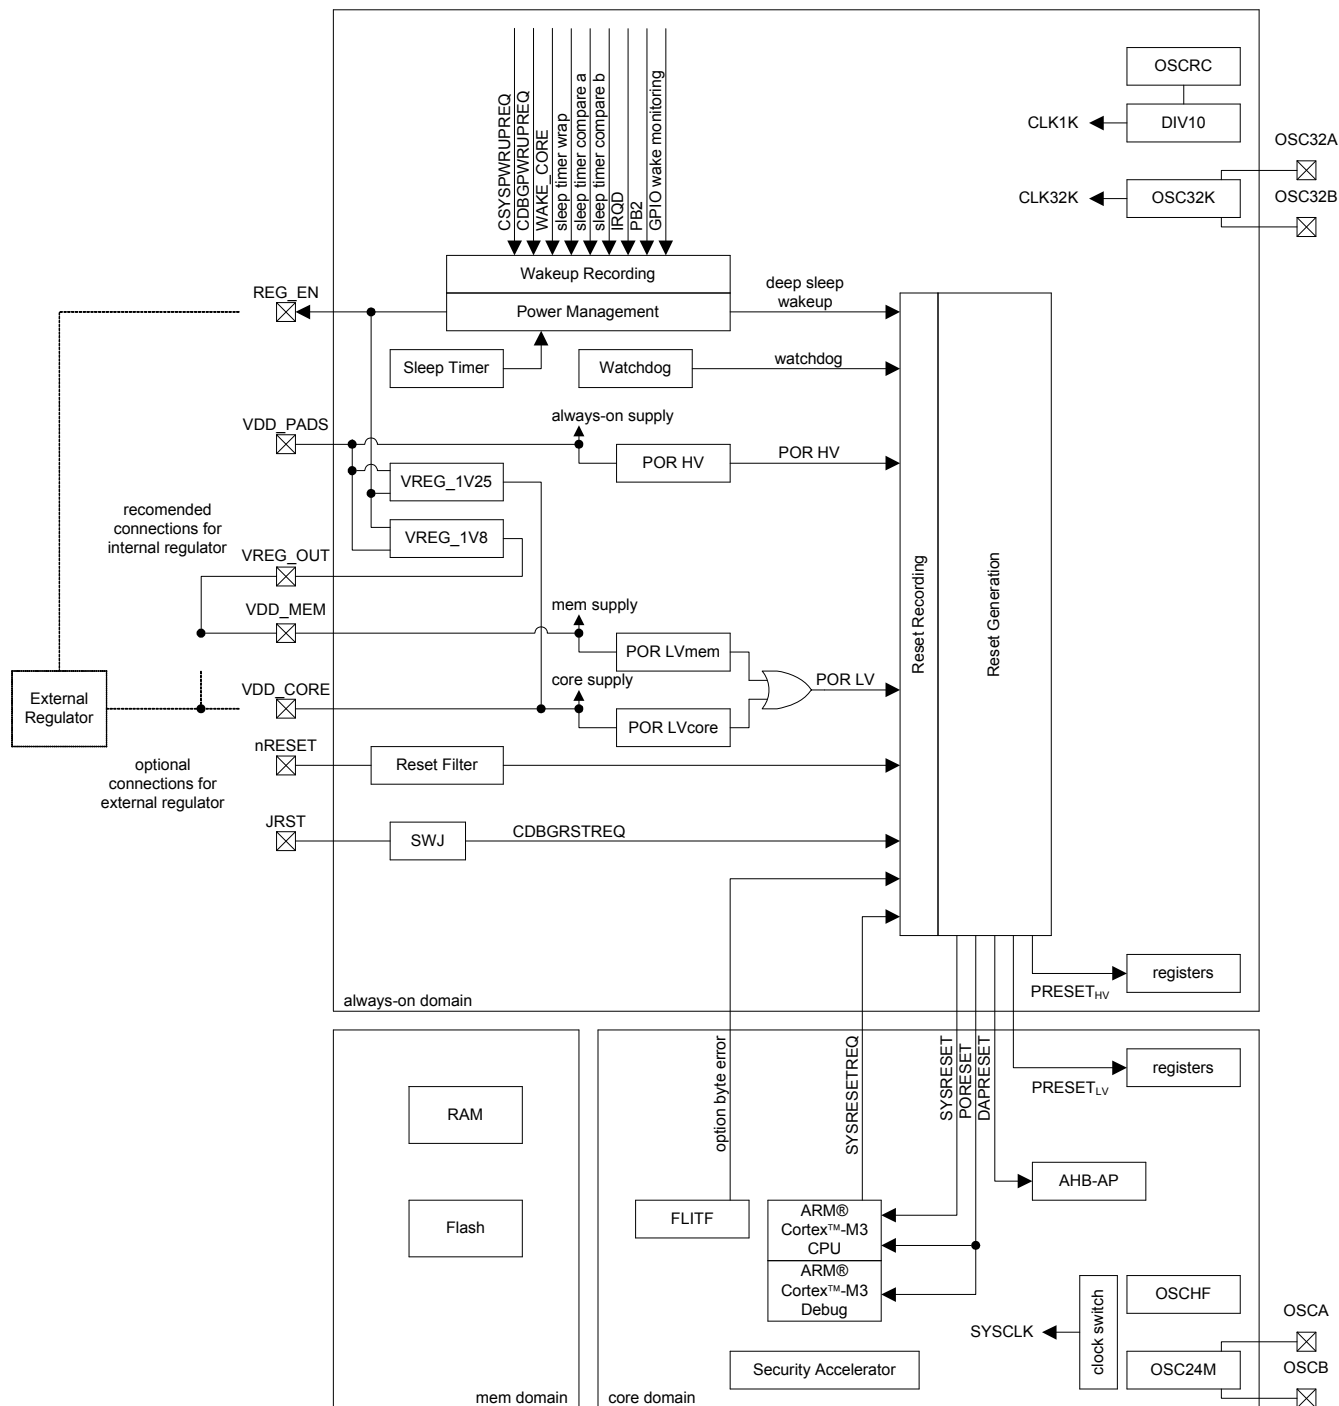 CSYSPWRUPREQ
CDBGPWRUPREQ
WAKE_CORE
sleep timer wrap
sleep timer compare a
sleep timer compare b
IRQD
PB2
GPIO wake monitoring
OSCRC
CLK1K
DIV10
OSC32A
CLK32K
OSC32K
OSC32B
Wakeup Recording
REG_EN
Power Management
deep sleep
wakeup
Sleep Timer
Watchdog
watchdog
VDD_PADS
always-on supply
POR HV
POR HV
VREG_1V25
recomended
connections for
internal regulator
VREG_1V8
VREG_OUT
VDD_MEM
mem supply
POR LVmem
Reset Recording
Reset Generation
External
Regulator
VDD_CORE
core supply
POR LV
POR LVcore
nRESET
Reset Filter
optional
connections for
external regulator
JRST
SWJ
CDBGRSTREQ
registers
PRESETHV
always-on domain
option byte error
SYSRESETREQ
SYSRESET
PORESET
DAPRESET
registers
PRESETLV
RAM
AHB-AP
Flash
FLITF
ARM®
Cortex™-M3
CPU
ARM®
Cortex™-M3
Debug
OSCHF
SYSCLK
clock switch
OSCA
Security Accelerator
OSC24M
OSCB
mem domain
core domain